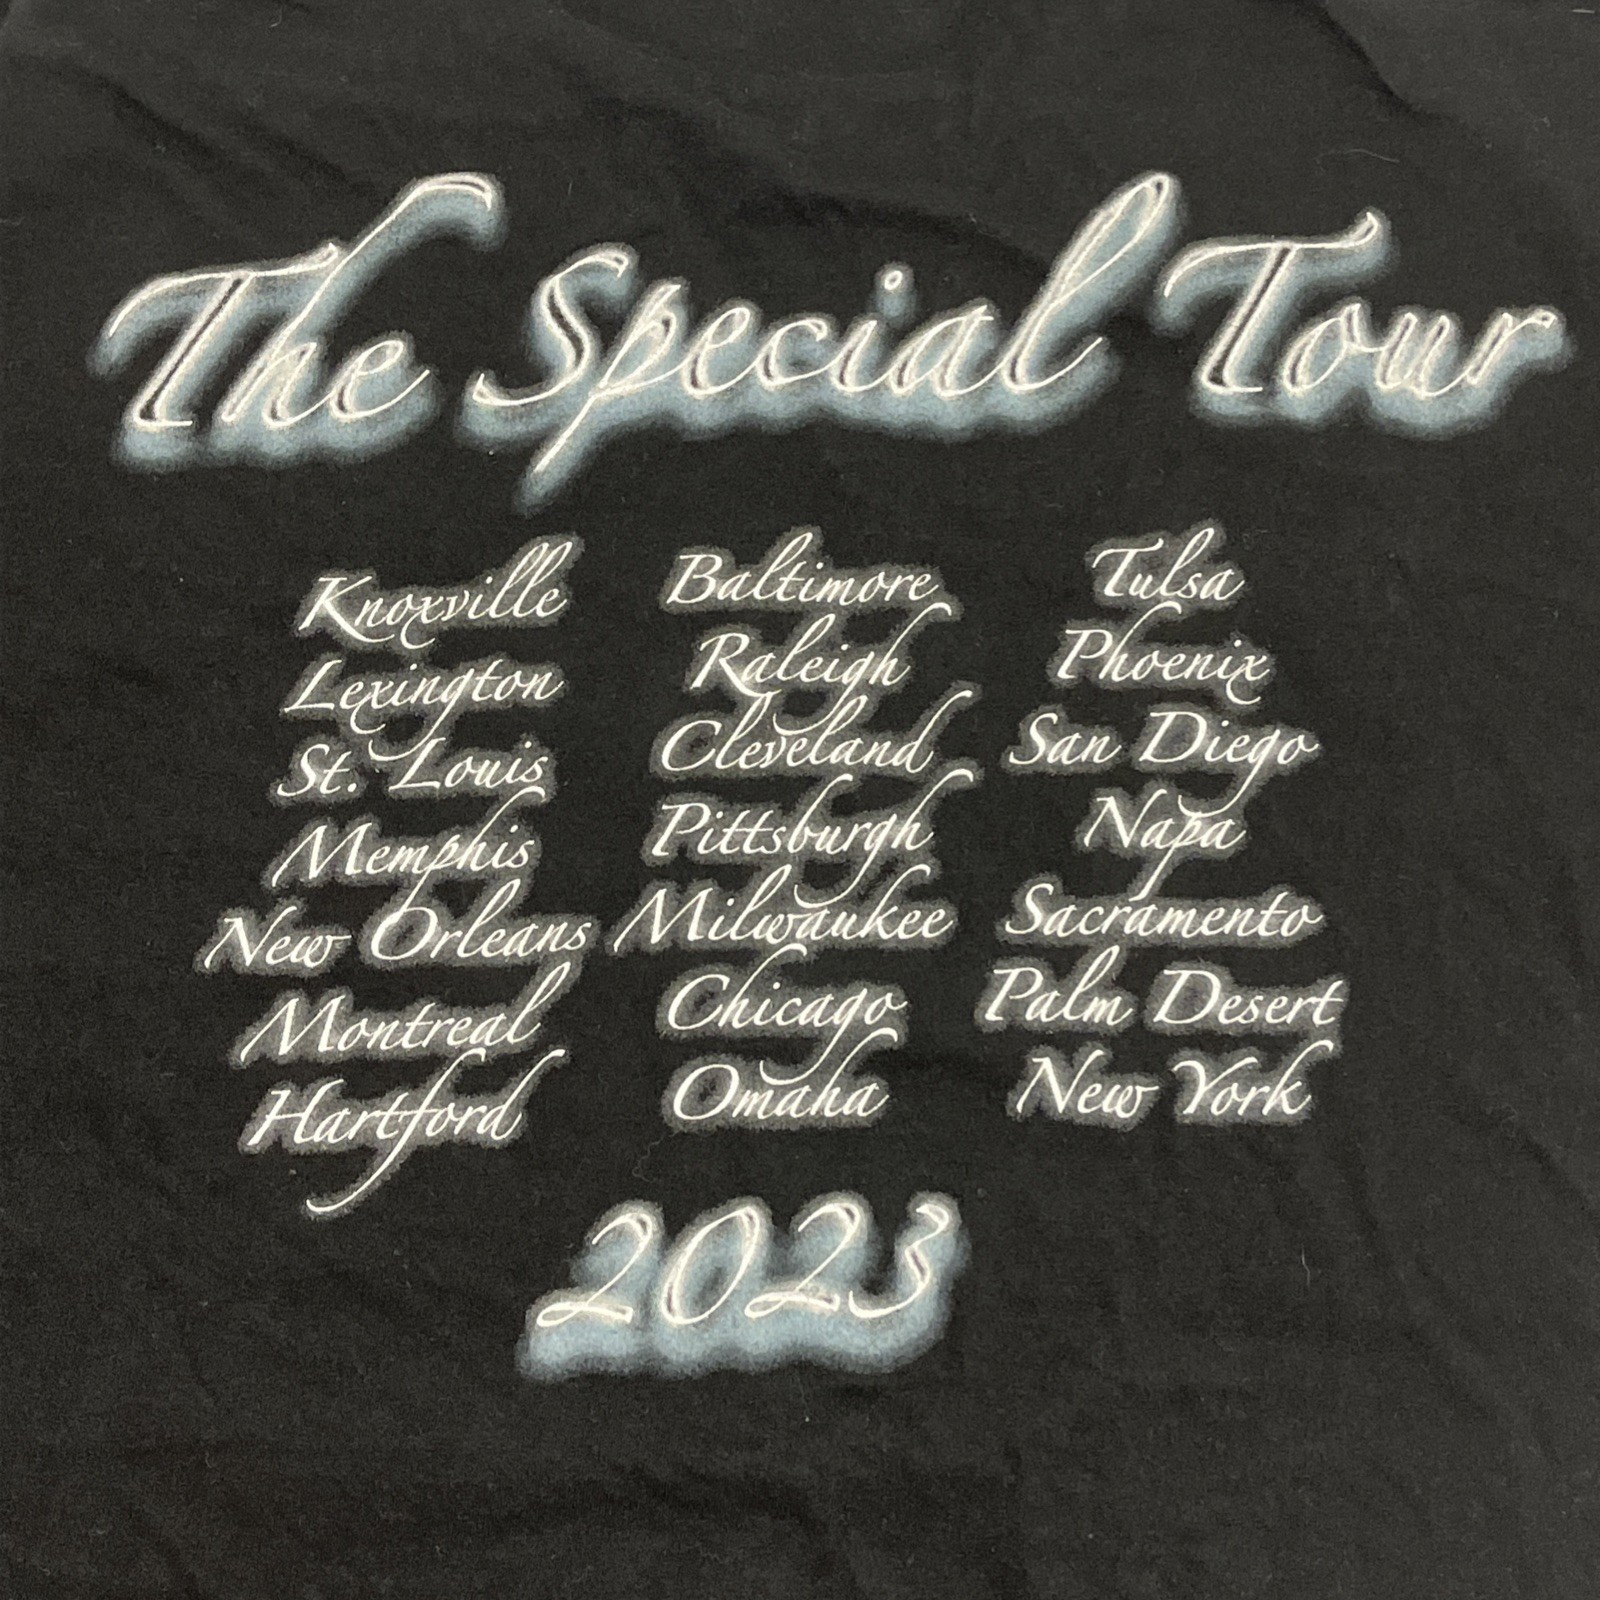 The Special Tour
Knoxville
Lexington
St. Louis
Memphis
New Orleans
Montreal
Hartford
Baltimore
Raleigh
Cleveland
Pittsburgh
Milwaukee
Chicago
Omaha
Tulsa
Phoenix
San Diego
Napa
Sacramento
Palm Desert
New York
2023